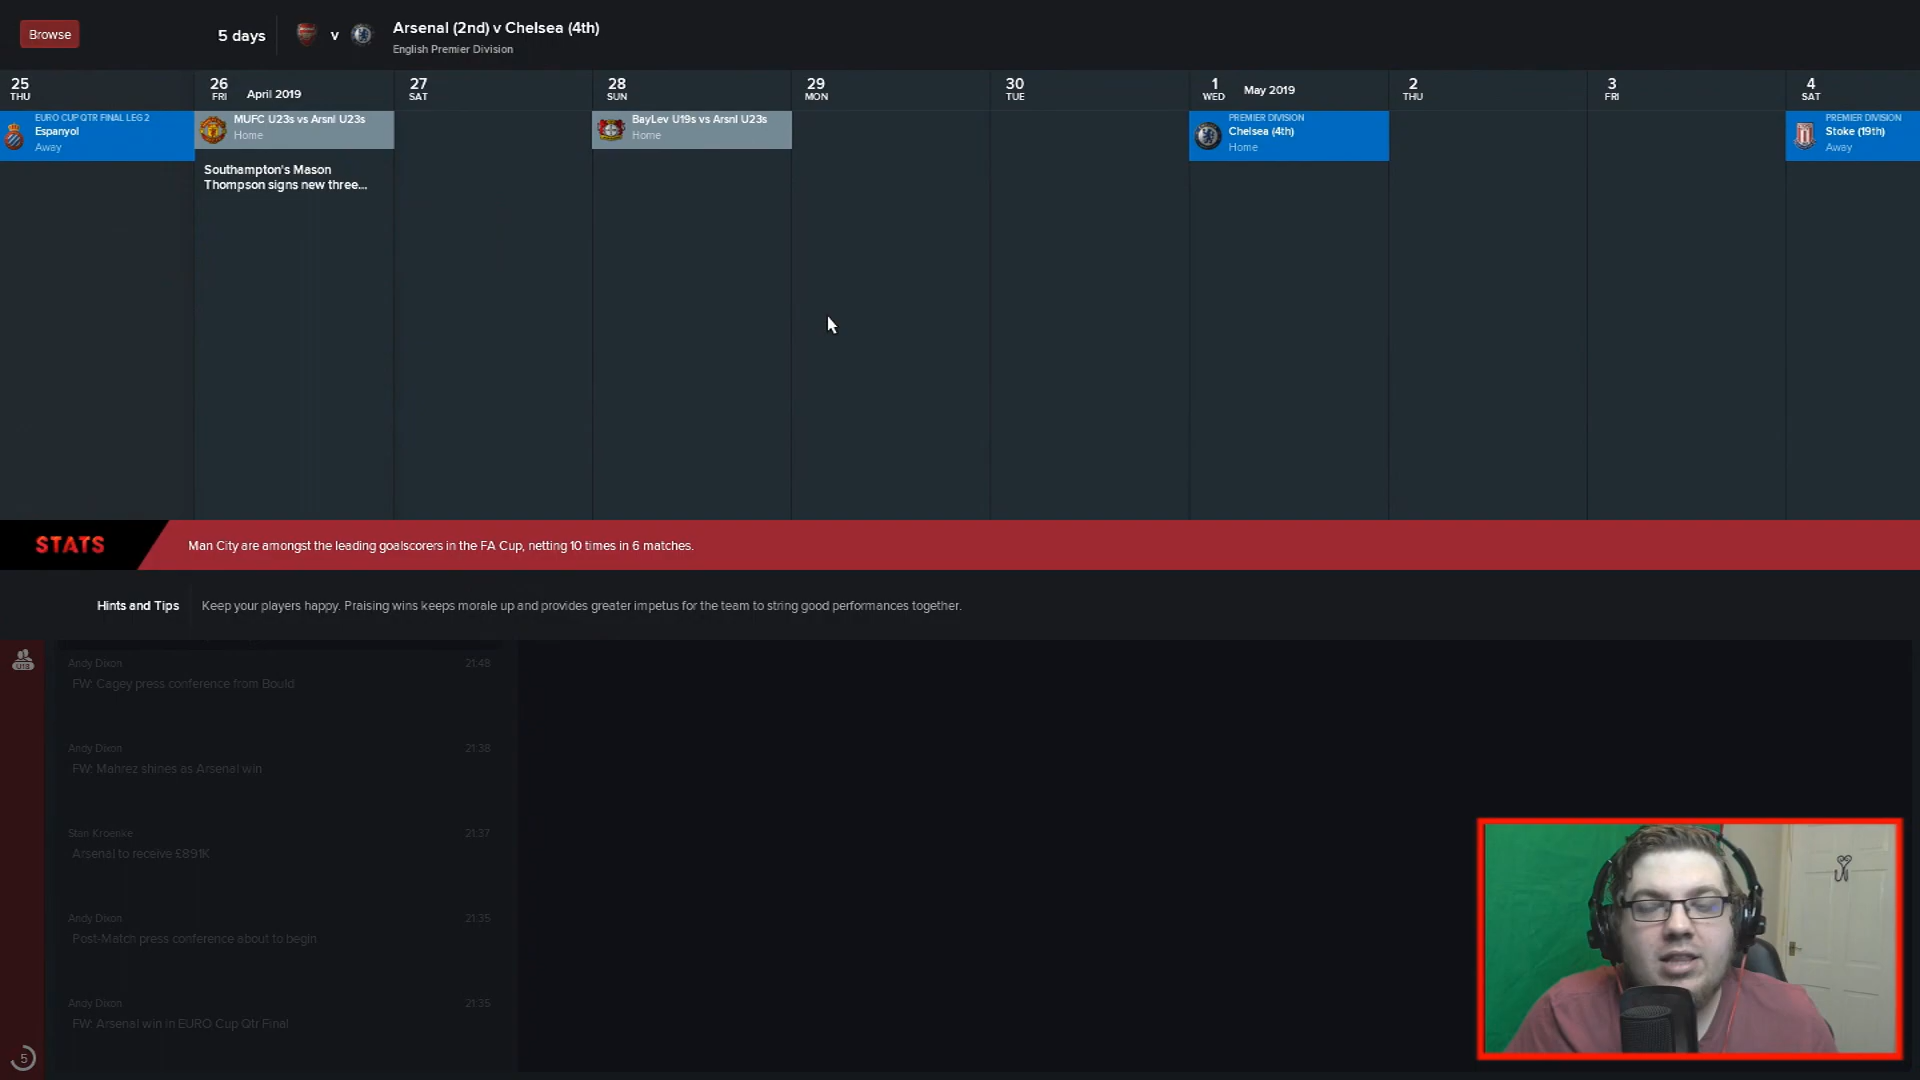 Browse
5 days
v
Arsenal (2nd) v Chelsea (4th)
English Premier Division
25
THU
26
FRI
April 2019
27
SAT
28
SUN
29
MON
30
TUE
1
WED
May 2019
2
THU
3
FRI
4
SAT
EURO CUP QTR FINAL LEG 2
Espanyol
Away
MUFC U23s vs Arsnl U23s
Home
Southampton's Mason
Thompson signs new three...
BayLev U19s vs Arsnl U23s
Home
PREMIER DIVISION
Chelsea (4th)
Home
PREMIER DIVISION
Stoke (19th)
Away
STATS
Man City are amongst the leading goalscorers in the FA Cup, netting 10 times in 6 matches.
Hints and Tips
Keep your players happy. Praising wins keeps morale up and provides greater impetus for the team to string good performances together.
U18
Andy Dixon 21:48
FW: Cagey press conference from Bould
Andy Dixon 21:38
FW: Mahrez shines as Arsenal win
Stan Kroenke 21:37
Arsenal to receive £891K
Andy Dixon 21:35
Post-Match press conference about to begin
Andy Dixon 21:35
FW: Arsenal win in EURO Cup Qtr Final
5